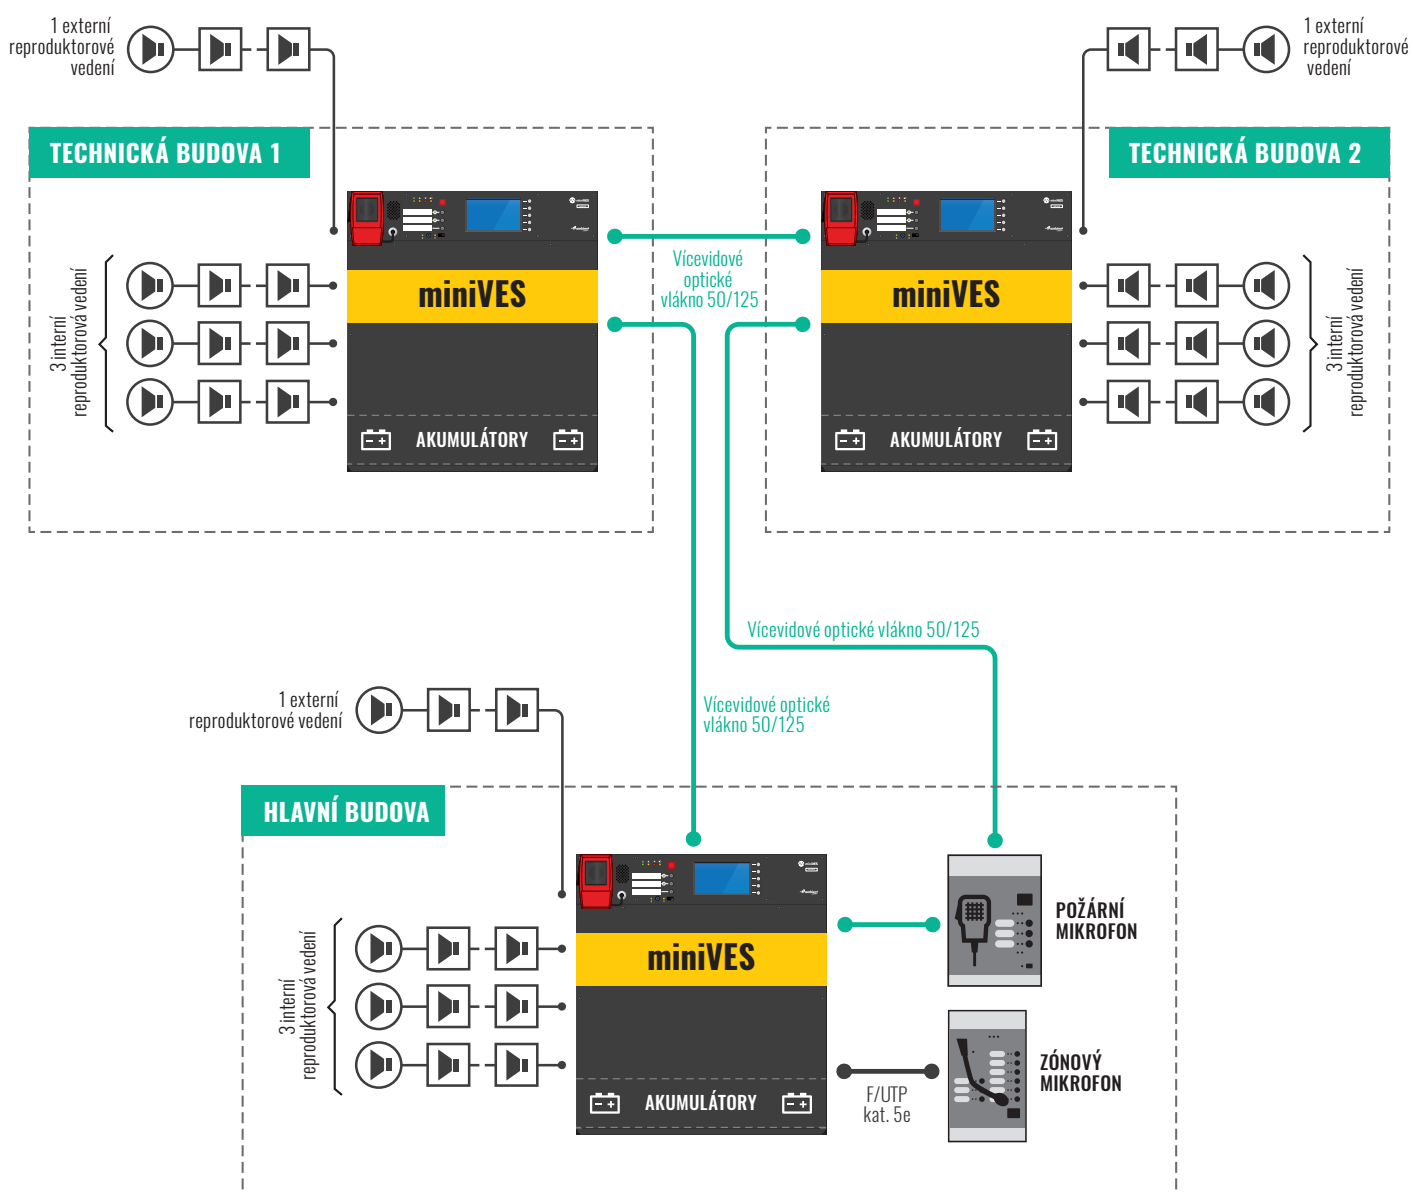 1 externí
reproduktorové
vedení
1 externí
reproduktorové
vedení
TECHNICKÁ BUDOVA 1
TECHNICKÁ BUDOVA 2
3 interní
reproduktorová vedení
miniVES
AKUMULÁTORY
Vícevidové
optické
vlákno 50/125
miniVES
AKUMULÁTORY
3 interní
reproduktorová vedení
Vícevidové optické vlákno 50/125
Vícevidové optické
vlákno 50/125
1 externí
reproduktorové vedení
HLAVNÍ BUDOVA
3 interní
reproduktorová vedení
miniVES
AKUMULÁTORY
POŽÁRNÍ
MIKROFON
F/UTP
kat. 5e
ZÓNOVÝ
MIKROFON